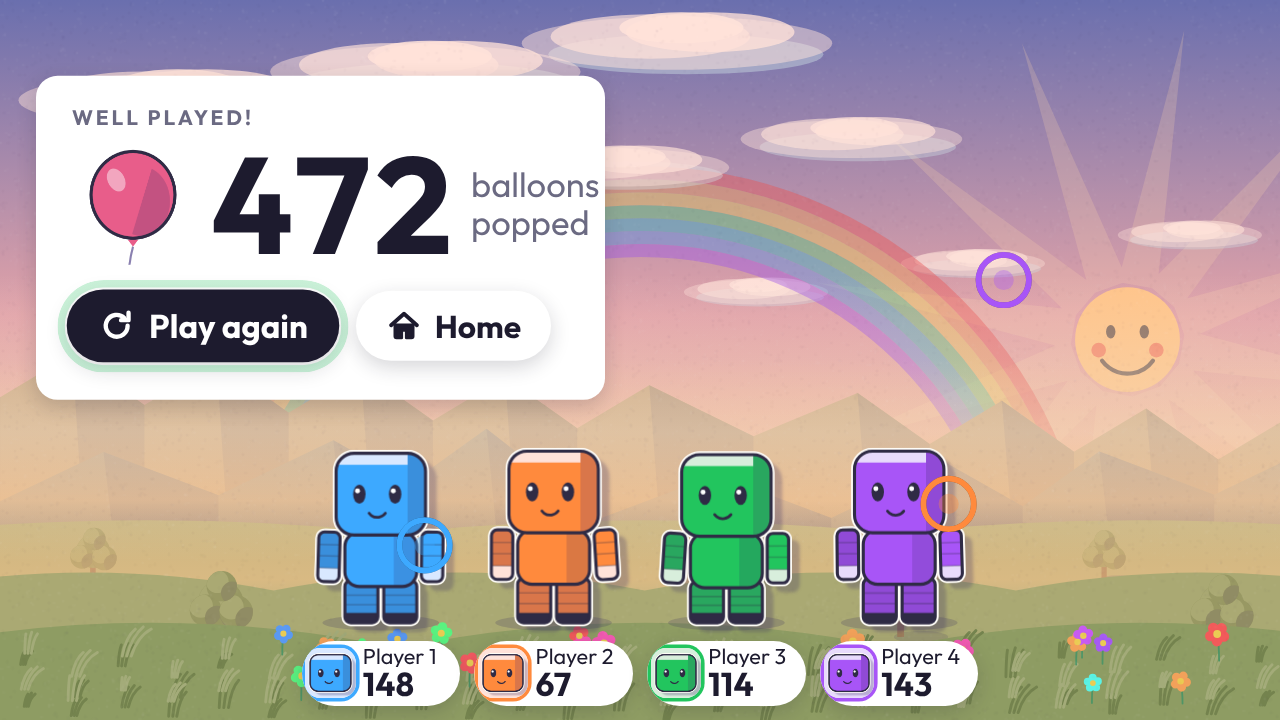 WELL PLAYED!
472
balloons
popped
Play again
Home
Player 1
148
Player 2
67
Player 3
114
Player 4
143